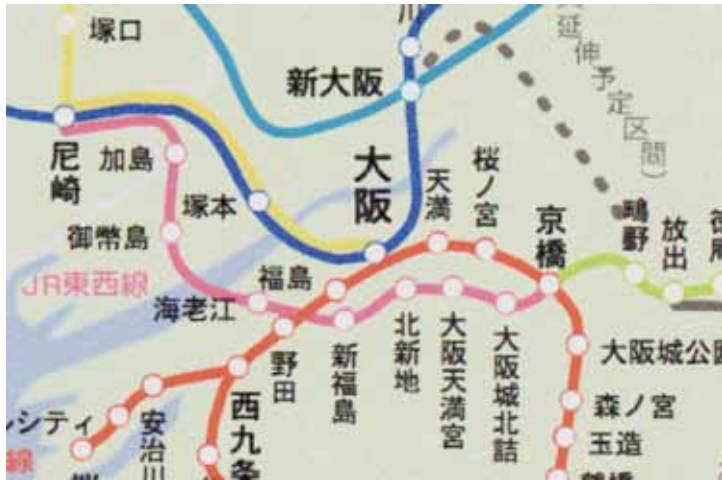 塚口
新大阪
延伸予定区間）
尼崎
加島
大阪
天満
桜ノ宮
塚本
京橋
鴫野
放出
御幣島
JR東西線
海老江
福島
野田
新福島
北新地
大阪天満宮
大阪城北詰
大阪城公園
シティ
安治川
西九条
森ノ宮
玉造
線